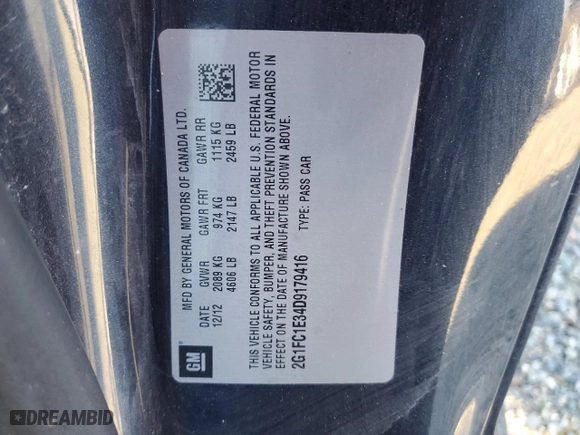 MFD BY GENERAL MOTORS OF CANADA LTD.
DATE GVWR GAWR FRT GAWR RR
12/12 2089 KG 974 KG 1115 KG
4606 LB 2147 LB 2459 LB
THIS VEHICLE CONFORMS TO ALL APPLICABLE U.S. FEDERAL MOTOR
VEHICLE SAFETY, BUMPER, AND THEFT PREVENTION STANDARDS IN
EFFECT ON THE DATE OF MANUFACTURE SHOWN ABOVE.
2G1FC1E34D9179416 TYPE: PASS CAR
GM
DREAMBID